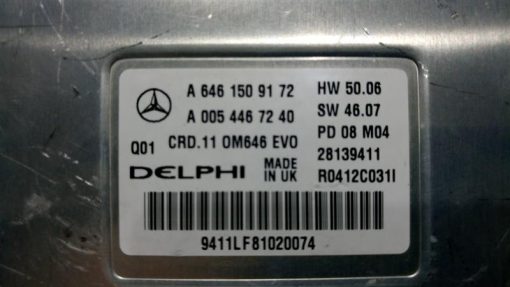 A 646 150 91 72 HW 50.06
A 005 446 72 40 SW 46.07
Q01 CRD.11 OM646 EVO PD 08 M04
DELPHI MADE IN UK 28139411
R0412C031I
9411LF81020074